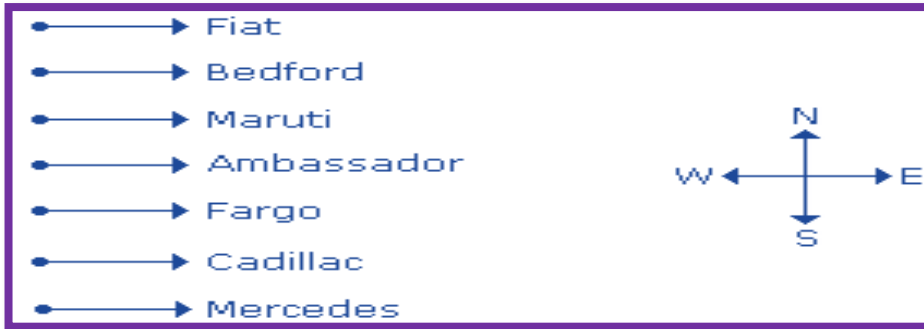 Fiat
Bedford
Maruti
Ambassador
Fargo
Cadillac
Mercedes
N
W E
S